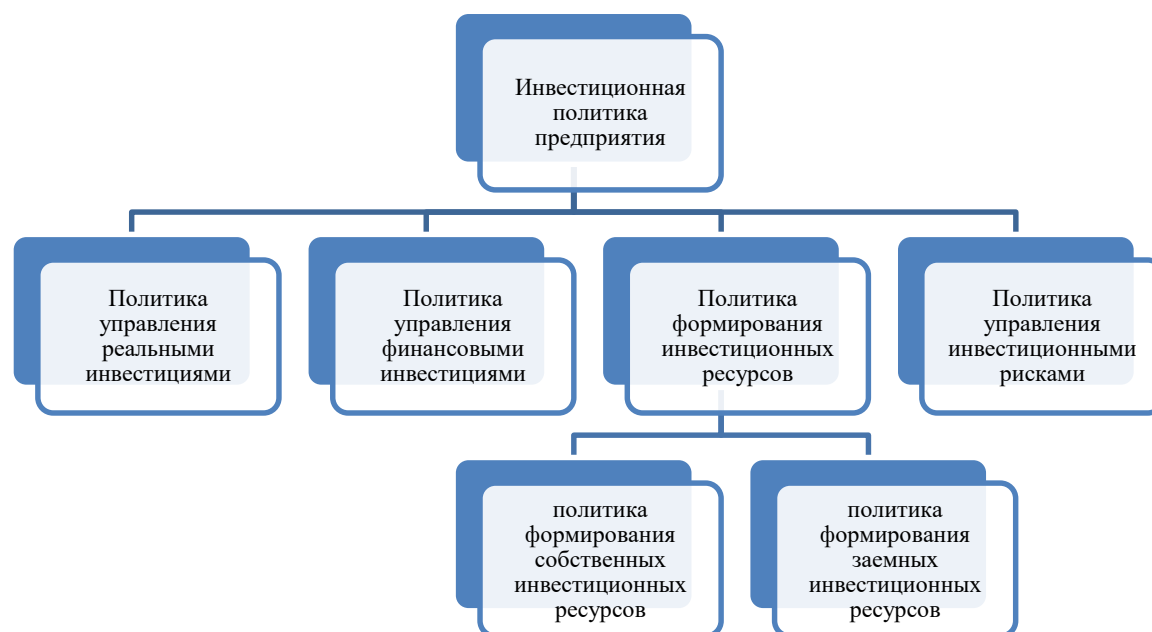 Инвестиционная
политика
предприятия
Политика
управления
реальными
инвестициями
Политика
управления
финансовыми
инвестициями
Политика
формирования
инвестиционных
ресурсов
Политика
управления
инвестиционными
рисками
политика
формирования
собственных
инвестиционных
ресурсов
политика
формирования
заемных
инвестиционных
ресурсов